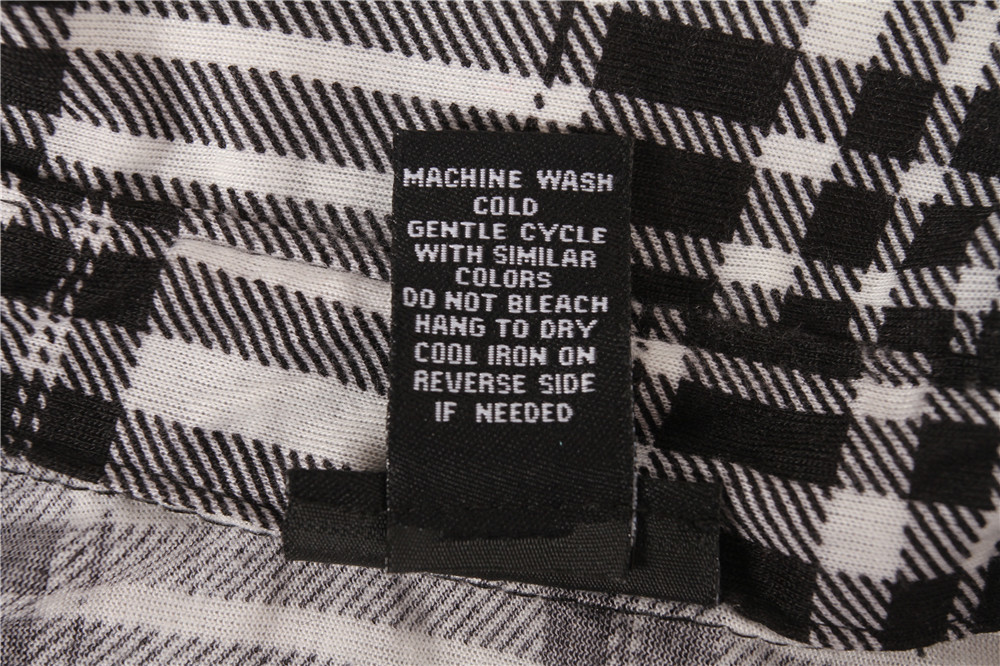 MACHINE WASH
COLD
GENTLE CYCLE
WITH SIMILAR
COLORS
DO NOT BLEACH
HANG TO DRY
COOL IRON ON
REVERSE SIDE
IF NEEDED